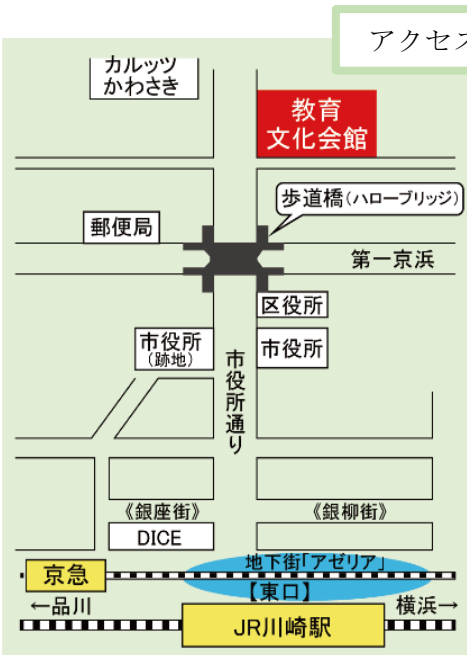 アクセス
カルッツ
かわさき
教育
文化会館
歩道橋(ハローブリッジ)
郵便局
第一京浜
区役所
市役所
(跡地)
市役所
市役所通り
《銀座街》
《銀柳街》
DICE
地下街「アゼリア」
京急
【東口】
←品川
横浜→
JR川崎駅